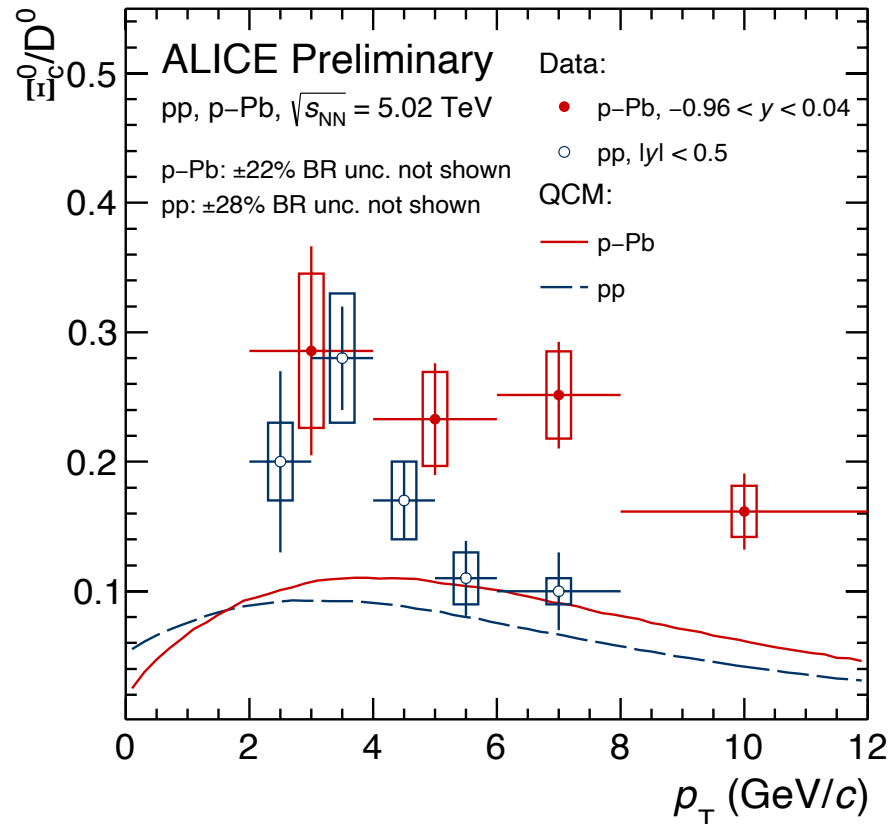 Ξ⁰c/D⁰
ALICE Preliminary
pp, p−Pb, √sNN = 5.02 TeV
p−Pb: ±22% BR unc. not shown
pp: ±28% BR unc. not shown
Data:
p−Pb, −0.96 < y < 0.04
pp, |y| < 0.5
QCM:
p−Pb
pp
0.5
0.4
0.3
0.2
0.1
0 2 4 6 8 10 12
pT (GeV/c)